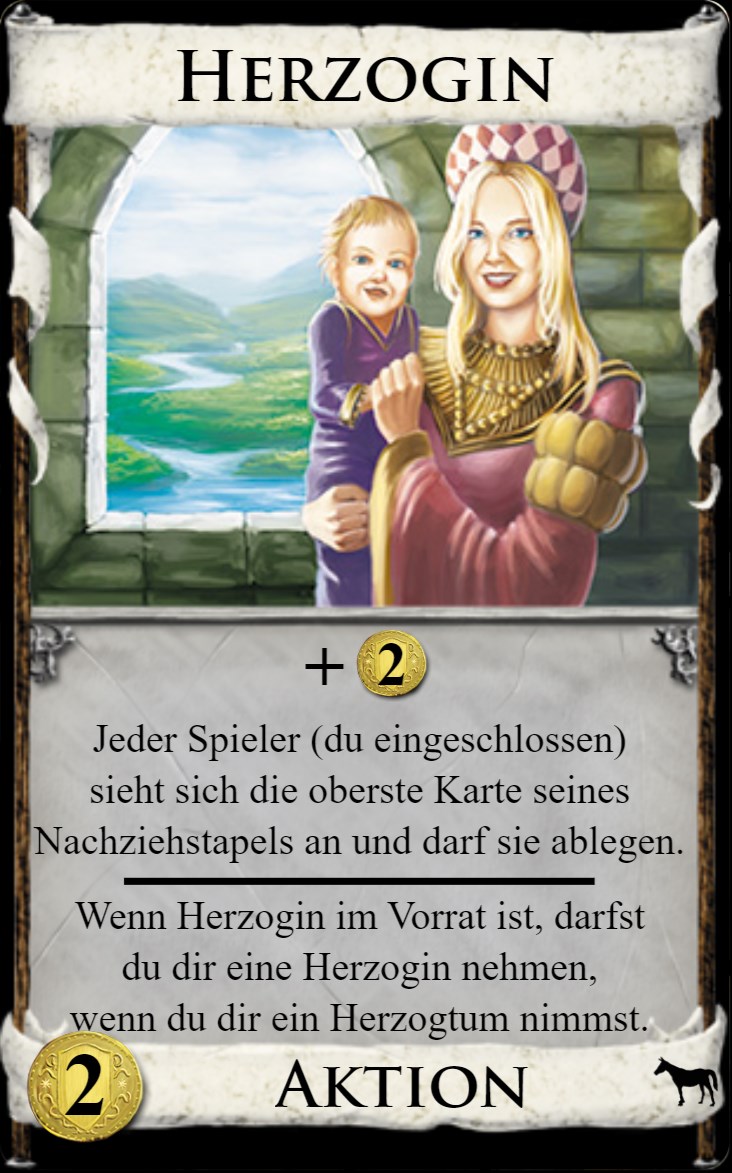 HERZOGIN
+ 2
Jeder Spieler (du eingeschlossen)
sieht sich die oberste Karte seines
Nachziehstapels an und darf sie ablegen.
Wenn Herzogin im Vorrat ist, darfst
du dir eine Herzogin nehmen,
wenn du dir ein Herzogtum nimmst.
2 AKTION